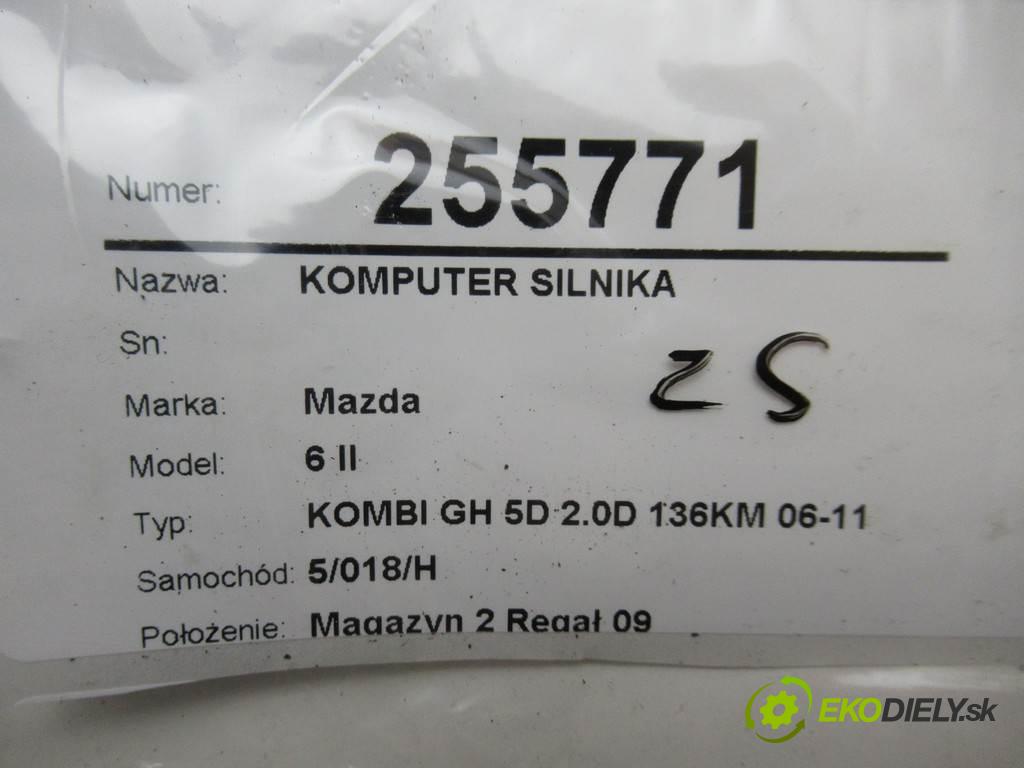 Numer: 255771
Nazwa: KOMPUTER SILNIKA
Sn:
25
Marka: Mazda
Model: 6 II
Typ: KOMBI GH 5D 2.0D 136KM 06-11
Samochód: 5/018/H
Położenie: Magazyn 2 Regał 09
EKODIELY.sk